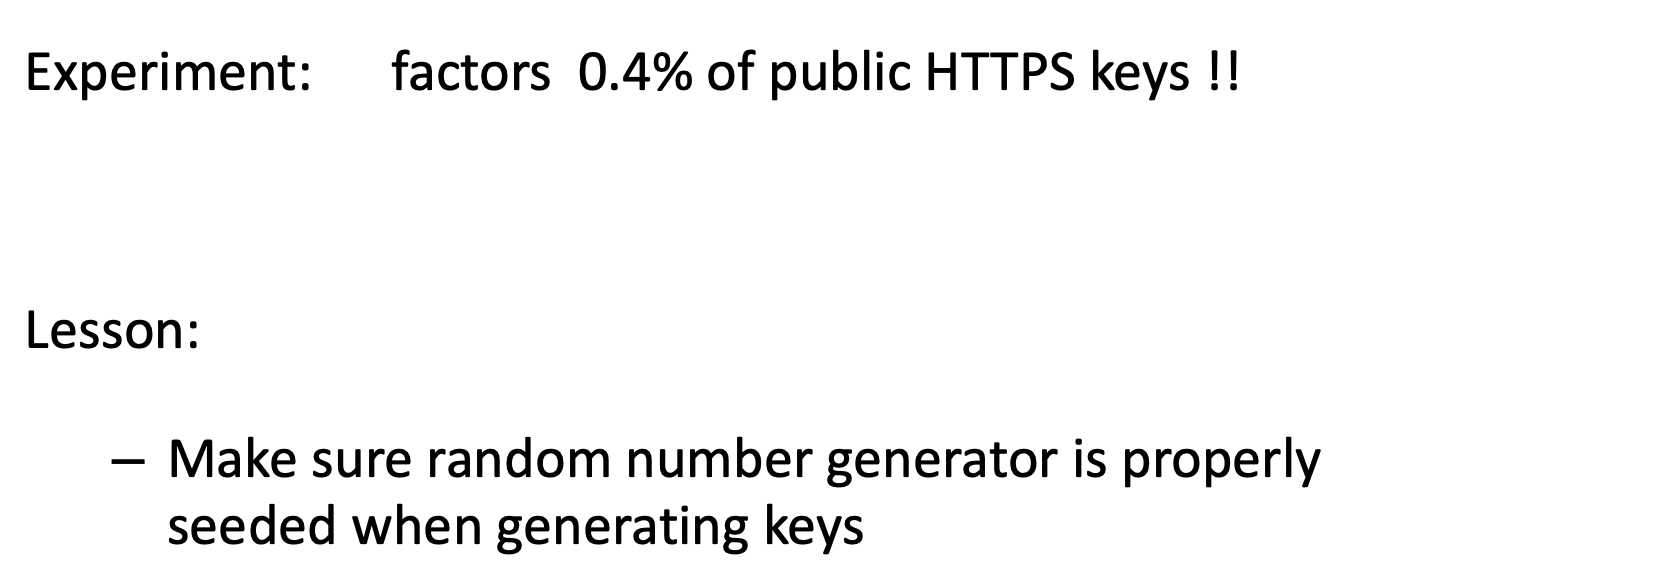 Experiment: factors 0.4% of public HTTPS keys !!
Lesson:
– Make sure random number generator is properly
seeded when generating keys